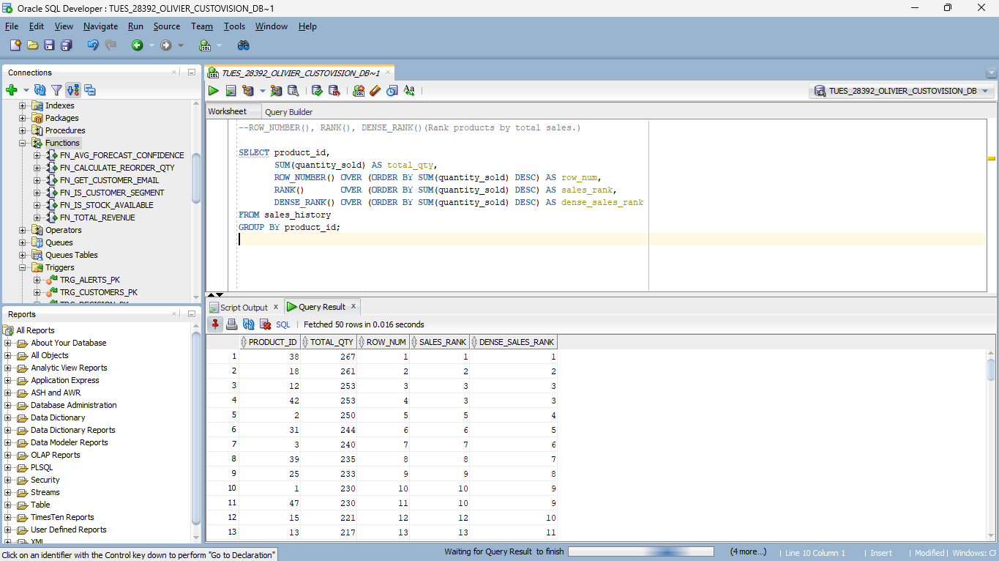 Oracle SQL Developer : TUES_28392_OLIVIER_CUSTOVISION_DB~1
File Edit View Navigate Run Source Team Tools Window Help
Connections
Indexes
Packages
Procedures
Functions
FN_AVG_FORECAST_CONFIDENCE
FN_CALCULATE_REORDER_QTY
FN_GET_CUSTOMER_EMAIL
FN_IS_CUSTOMER_SEGMENT
FN_IS_STOCK_AVAILABLE
FN_TOTAL_REVENUE
Operators
Queues
Queues Tables
Triggers
TRG_ALERTS_PK
TRG_CUSTOMERS_PK
Reports
All Reports
About Your Database
All Objects
Analytic View Reports
Application Express
ASH and AWR
Database Administration
Data Dictionary
Data Dictionary Reports
Data Modeler Reports
OLAP Reports
PLSQL
Security
Streams
Table
TimesTen Reports
User Defined Reports
XML
TUES_28392_OLIVIER_CUSTOVISION_DB~1
TUES_28392_OLIVIER_CUSTOVISION_DB
Worksheet Query Builder
--ROW_NUMBER(), RANK(), DENSE_RANK()(Rank products by total sales.)
SELECT product_id,
SUM(quantity_sold) AS total_qty,
ROW_NUMBER() OVER (ORDER BY SUM(quantity_sold) DESC) AS row_num,
RANK() OVER (ORDER BY SUM(quantity_sold) DESC) AS sales_rank,
DENSE_RANK() OVER (ORDER BY SUM(quantity_sold) DESC) AS dense_sales_rank
FROM sales_history
GROUP BY product_id;
Script Output x Query Result x
SQL | Fetched 50 rows in 0.016 seconds
PRODUCT_ID TOTAL_QTY ROW_NUM SALES_RANK DENSE_SALES_RANK
1 38 267 1 1 1
2 18 261 2 2 2
3 12 253 3 3 3
4 42 253 4 3 3
5 2 250 5 5 4
6 31 244 6 6 5
7 3 240 7 7 6
8 39 235 8 8 7
9 25 233 9 9 8
10 1 230 10 10 9
11 47 230 11 10 9
12 15 221 12 12 10
13 13 217 13 13 11
Click on an identifier with the Control key down to perform "Go to Declaration"
Waiting for Query Result to finish (4 more...) | Line 10 Column 1 | Insert | Modified | Windows: